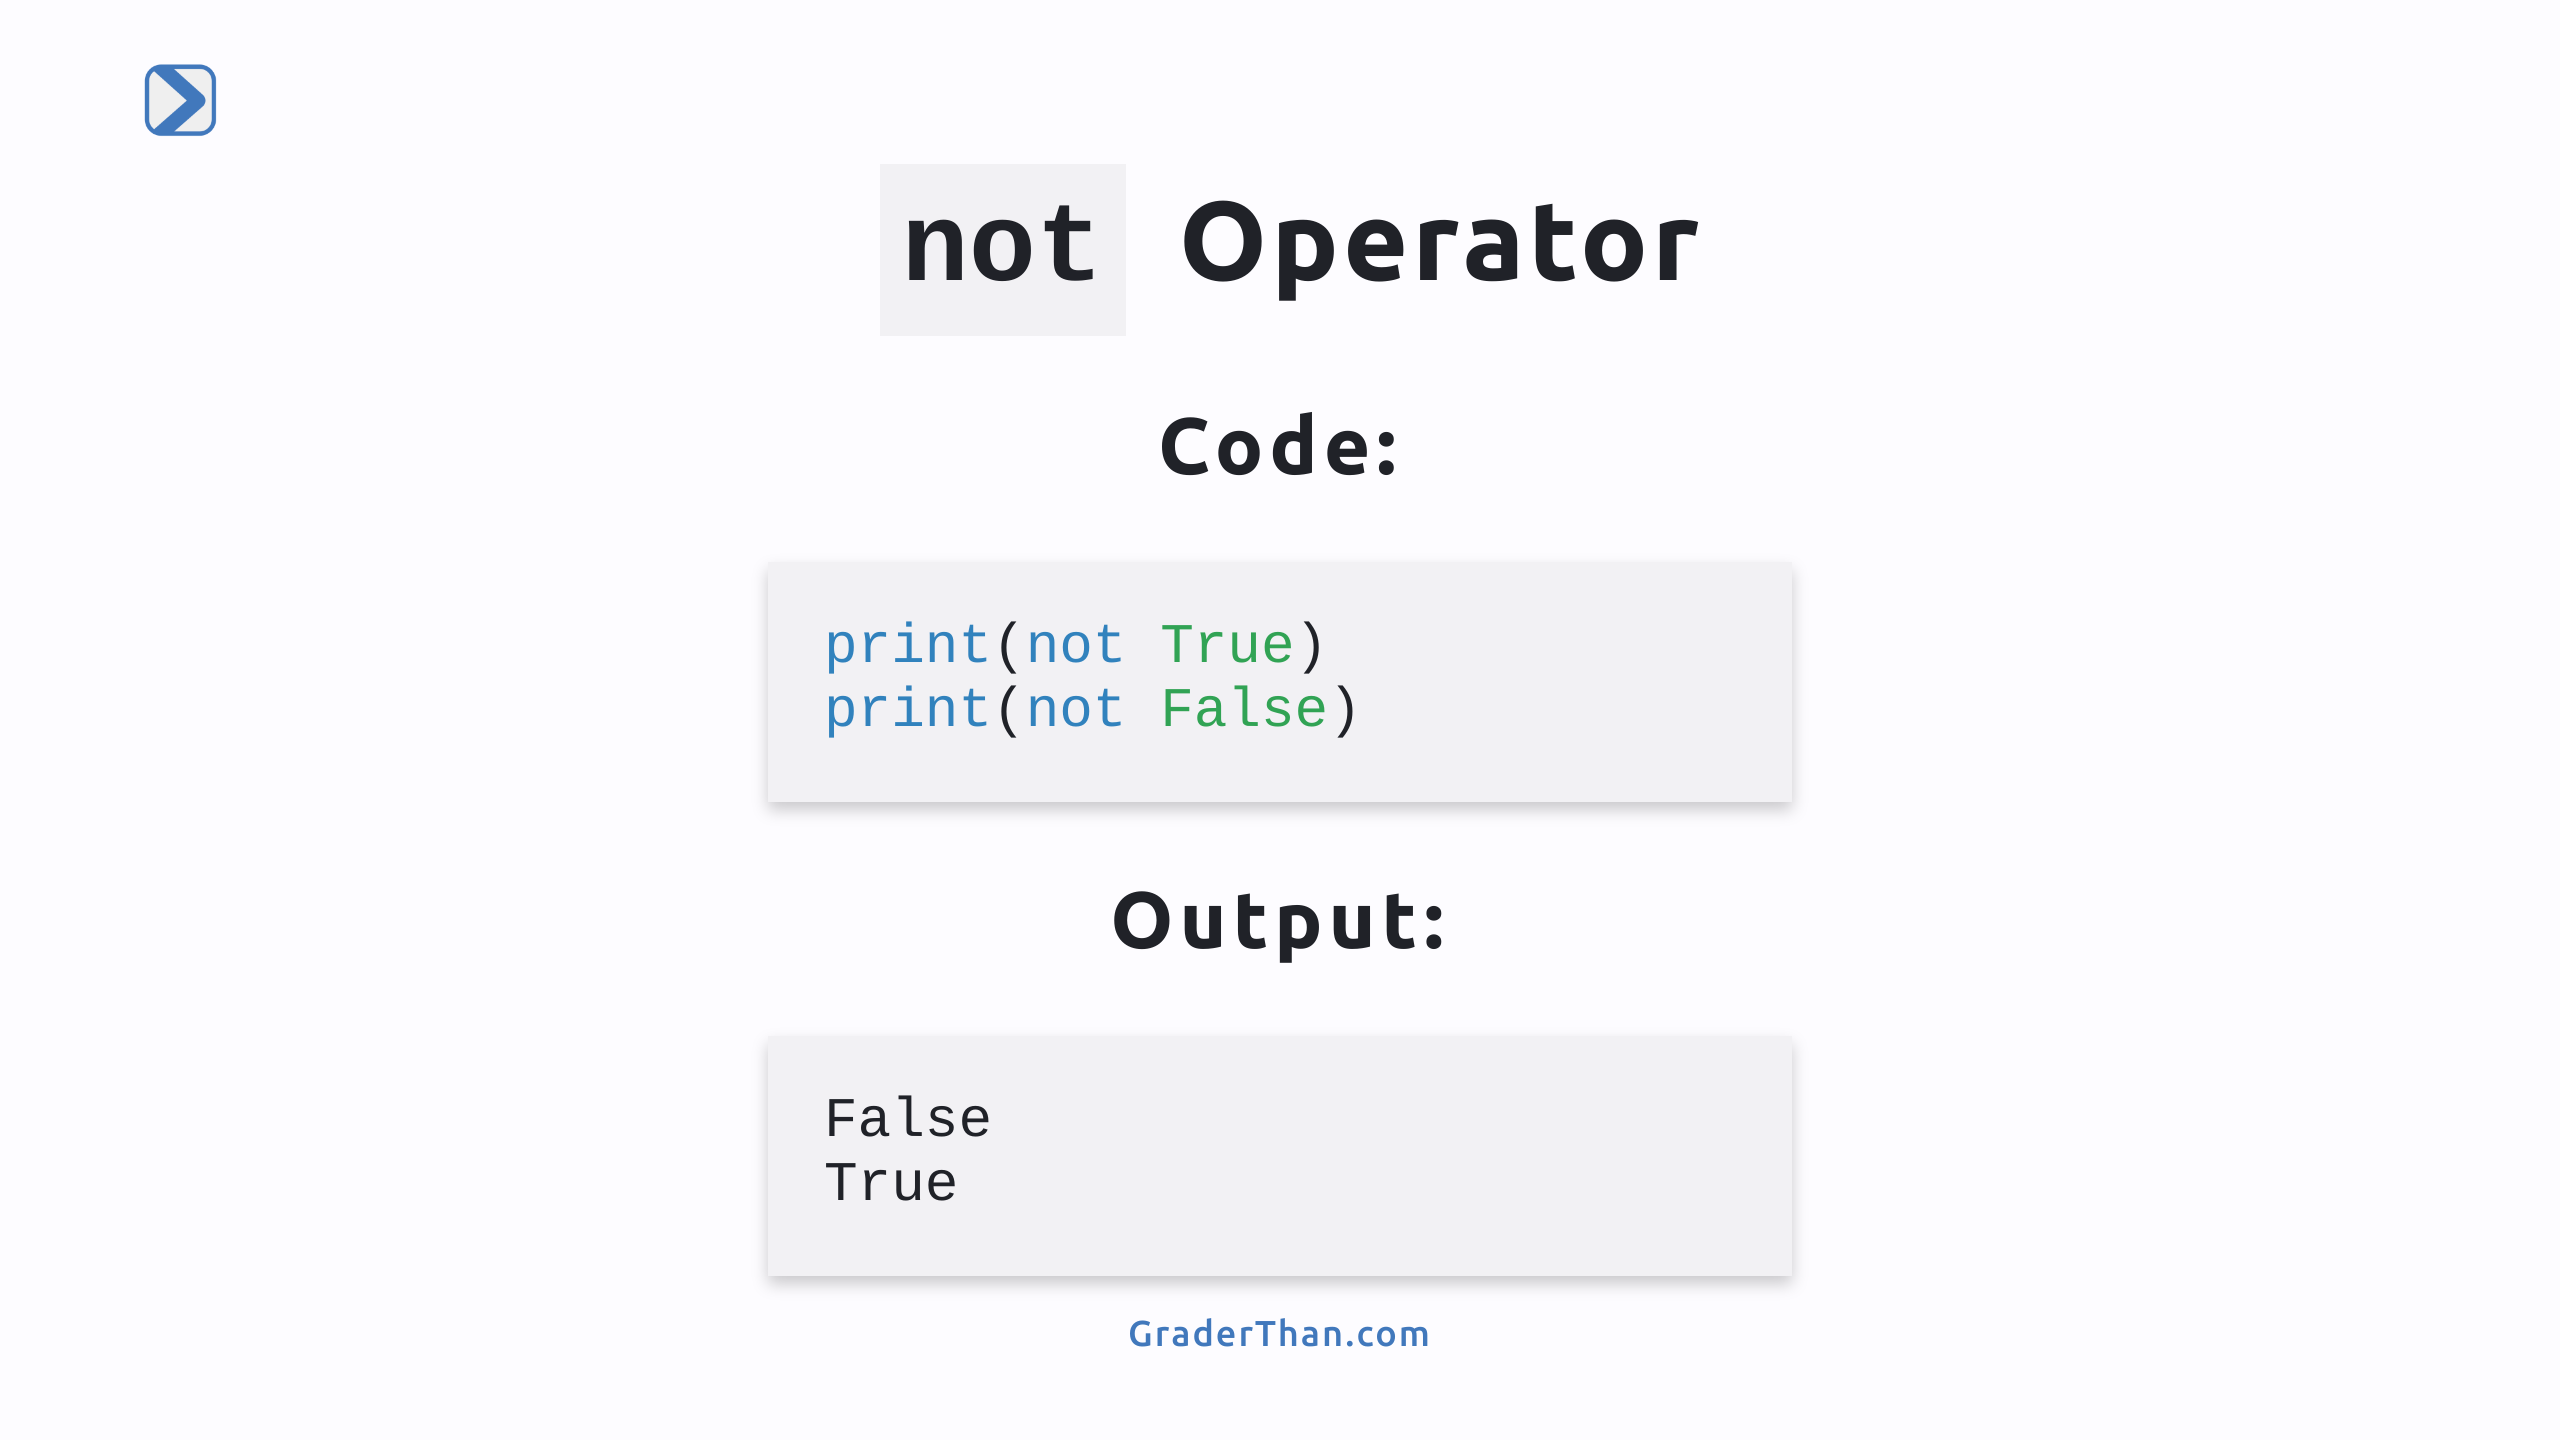 not Operator
Code:
print(not True)
print(not False)
Output:
False
True
GraderThan.com